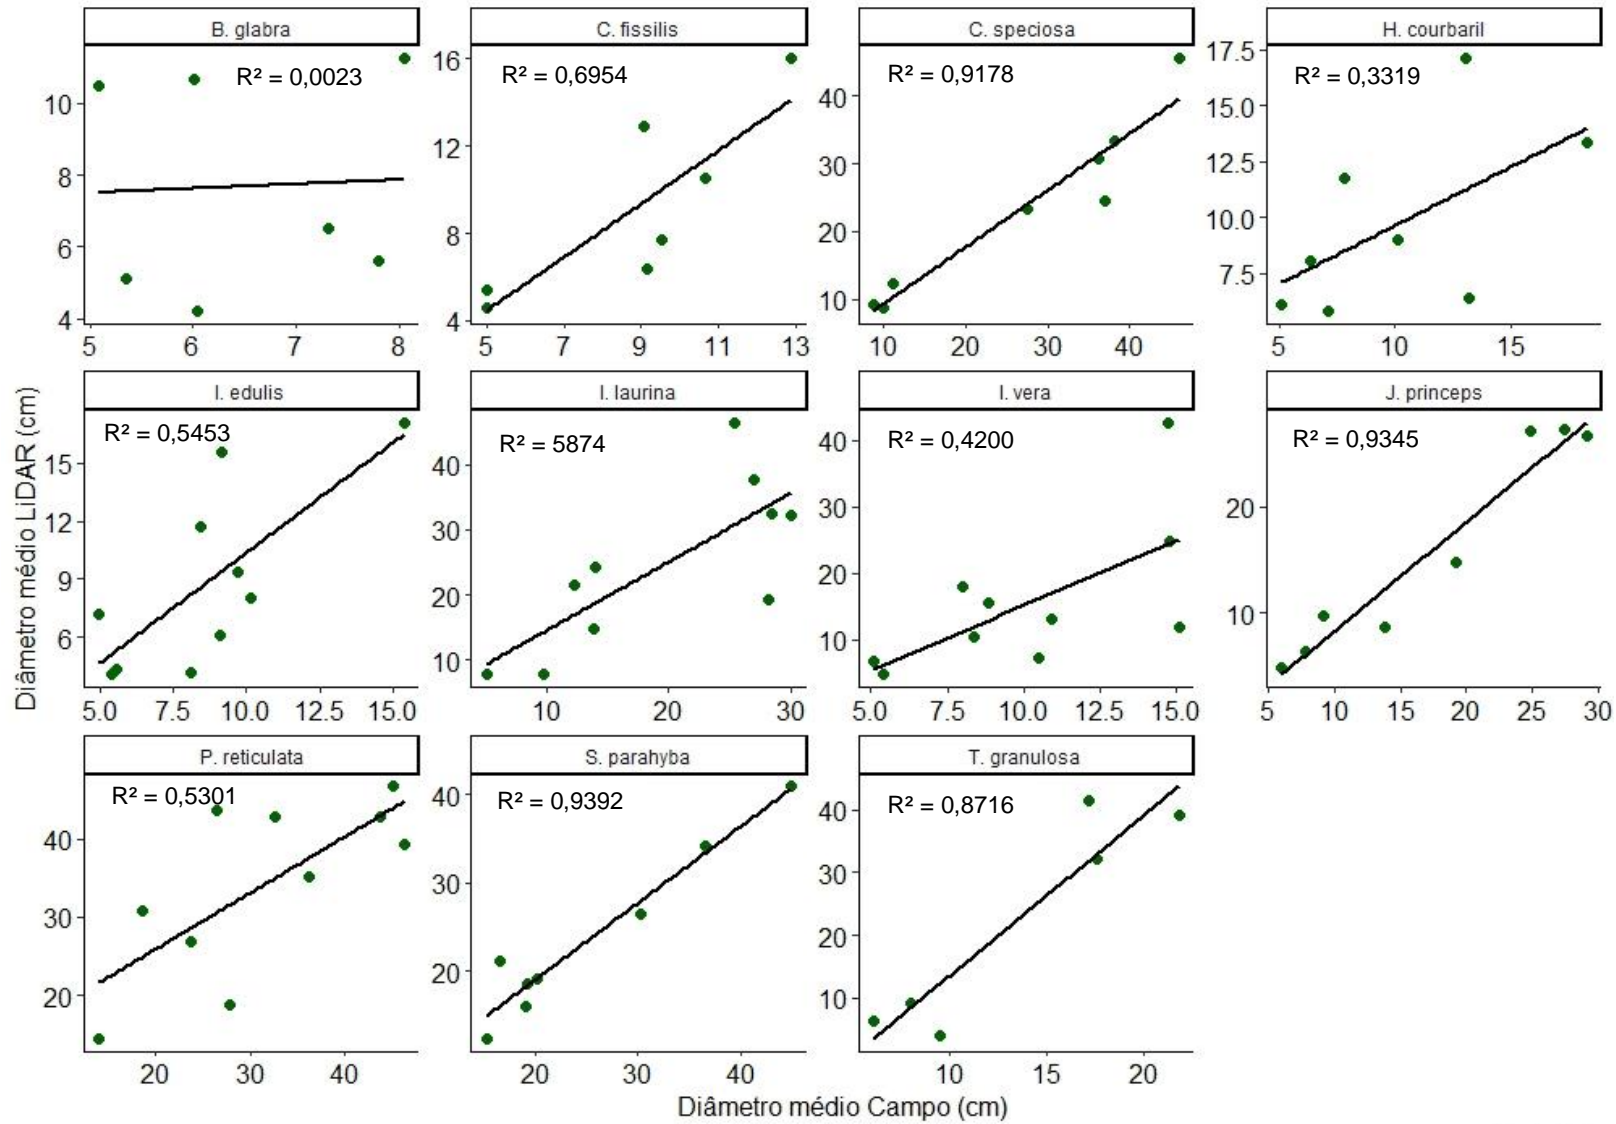 B. glabra
R² = 0,0023
10
8
6
4
5 6 7 8
C. fissilis
R² = 0,6954
16
12
8
4
5 7 9 11 13
C. speciosa
R² = 0,9178
40
30
20
10
10 20 30 40
H. courbaril
R² = 0,3319
17.5
15.0
12.5
10.0
7.5
5 10 15
Diâmetro médio LiDAR (cm)
I. edulis
R² = 0,5453
15
12
9
6
5.0 7.5 10.0 12.5 15.0
I. laurina
R² = 5874
40
30
20
10
10 20 30
I. vera
R² = 0,4200
40
30
20
10
5.0 7.5 10.0 12.5 15.0
J. princeps
R² = 0,9345
20
10
5 10 15 20 25 30
P. reticulata
R² = 0,5301
40
30
20
20 30 40
S. parahyba
R² = 0,9392
40
30
20
20 30 40
T. granulosa
R² = 0,8716
40
30
20
10
10 15 20
Diâmetro médio Campo (cm)